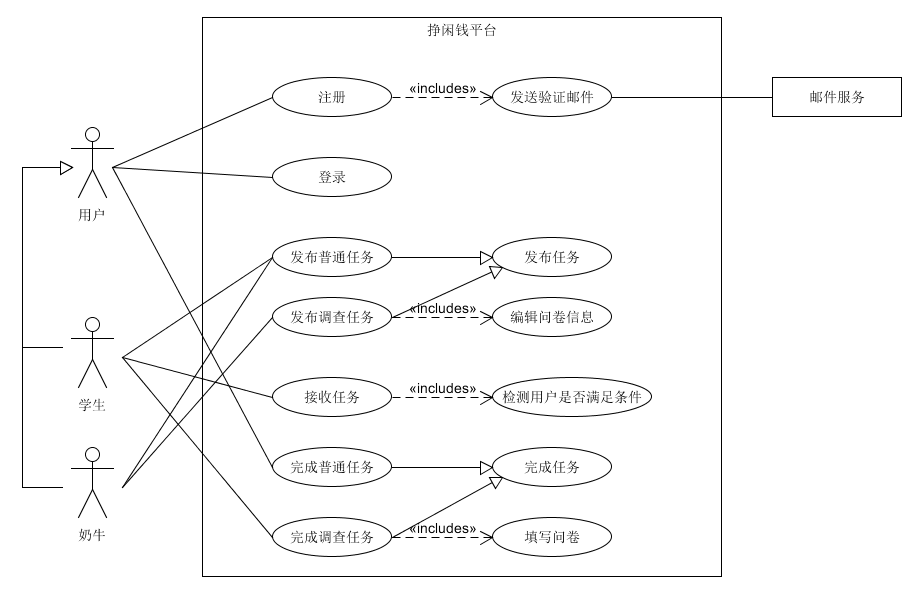 挣闲钱平台
注册
«includes»
发送验证邮件
邮件服务
登录
用户
发布普通任务
发布任务
发布调查任务
«includes»
编辑问卷信息
学生
接收任务
«includes»
检测用户是否满足条件
完成普通任务
完成任务
奶牛
完成调查任务
«includes»
填写问卷